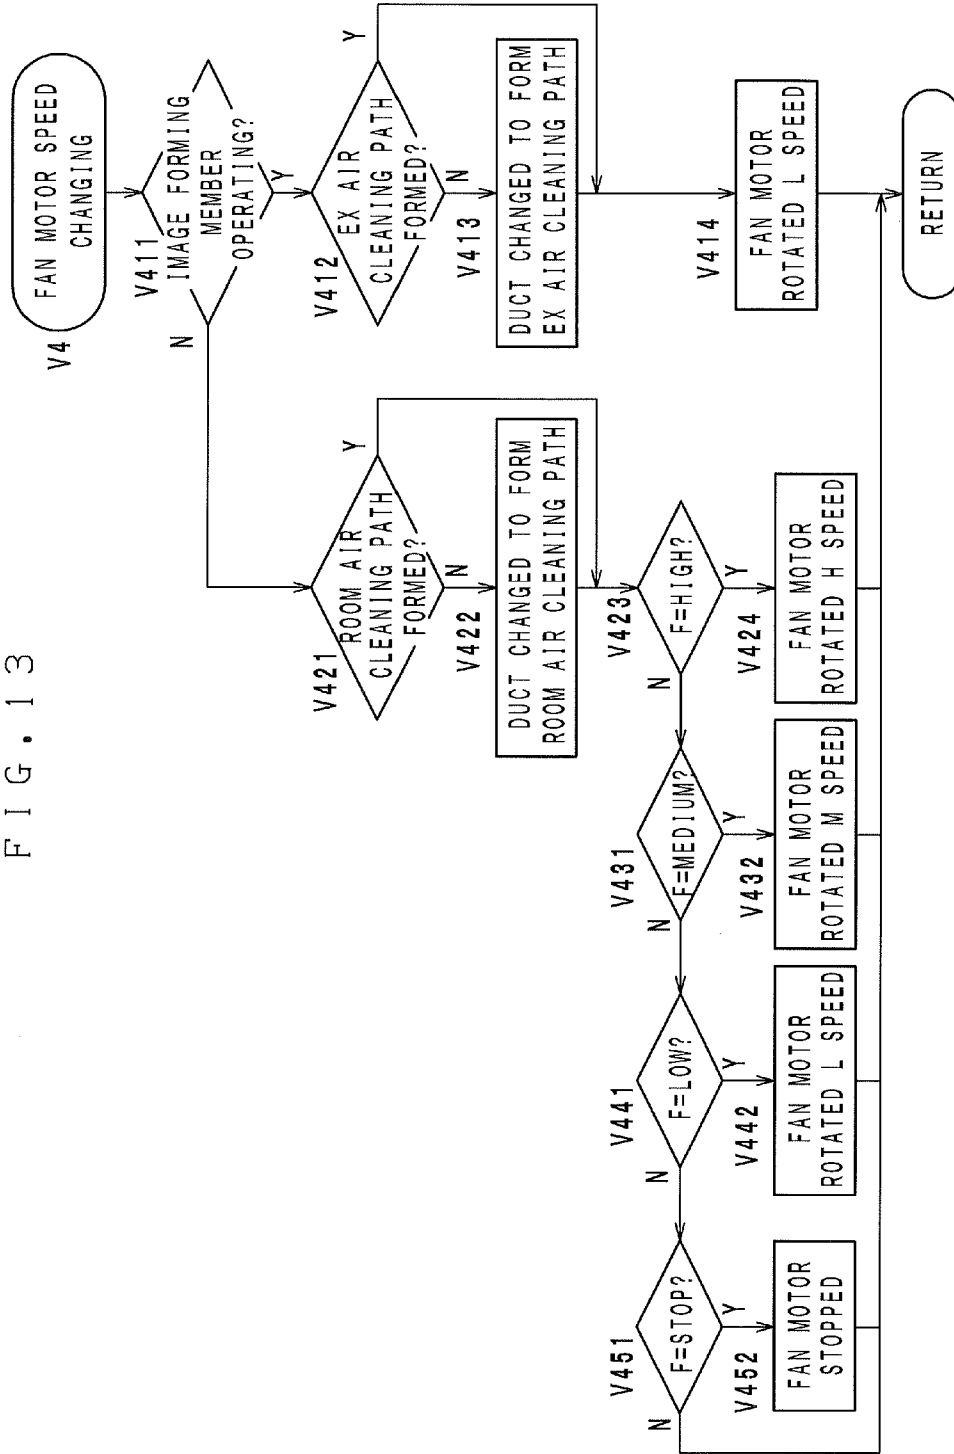 FIG. 13
V4
FAN MOTOR SPEED
CHANGING
V411
IMAGE FORMING
MEMBER
OPERATING?
N
Y
V412
EX AIR
CLEANING PATH
FORMED?
Y
N
V413
DUCT CHANGED TO FORM
EX AIR CLEANING PATH
V414
FAN MOTOR
ROTATED L SPEED
V421
ROOM AIR
CLEANING PATH
FORMED?
Y
N
V422
DUCT CHANGED TO FORM
ROOM AIR CLEANING PATH
V423
F=HIGH?
N
Y
V424
FAN MOTOR
ROTATED H SPEED
V431
F=MEDIUM?
N
Y
V432
FAN MOTOR
ROTATED M SPEED
V441
F=LOW?
N
Y
V442
FAN MOTOR
ROTATED L SPEED
V451
F=STOP?
N
Y
V452
FAN MOTOR
STOPPED
RETURN